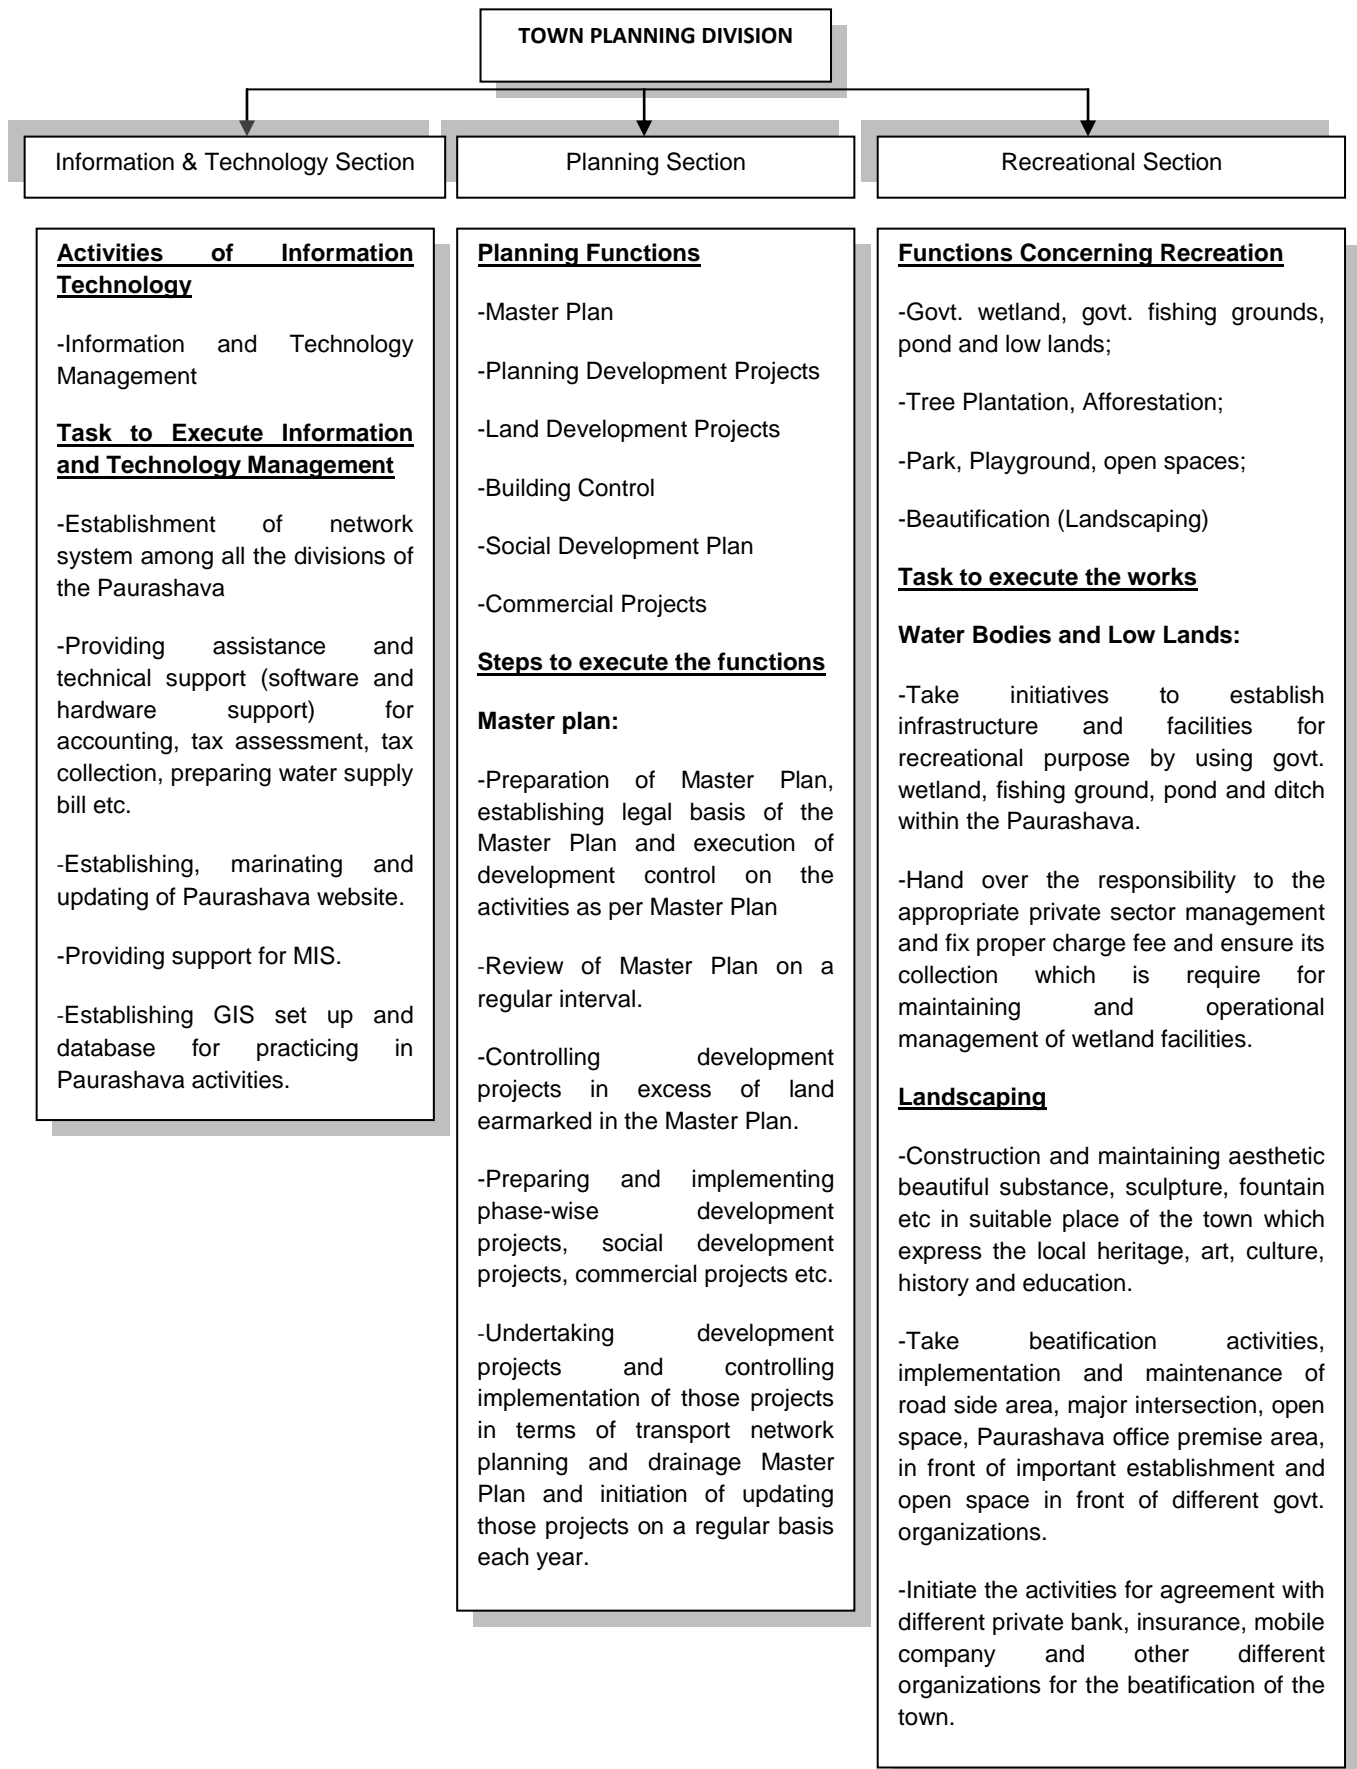 TOWN PLANNING DIVISION
Information & Technology Section
Planning Section
Recreational Section
Activities of Information
Technology
-Information and Technology
Management
Task to Execute Information
and Technology Management
-Establishment of network
system among all the divisions of
the Paurashava
-Providing assistance and
technical support (software and
hardware support) for
accounting, tax assessment, tax
collection, preparing water supply
bill etc.
-Establishing, marinating and
updating of Paurashava website.
-Providing support for MIS.
-Establishing GIS set up and
database for practicing in
Paurashava activities.
Planning Functions
-Master Plan
-Planning Development Projects
-Land Development Projects
-Building Control
-Social Development Plan
-Commercial Projects
Steps to execute the functions
Master plan:
-Preparation of Master Plan,
establishing legal basis of the
Master Plan and execution of
development control on the
activities as per Master Plan
-Review of Master Plan on a
regular interval.
-Controlling development
projects in excess of land
earmarked in the Master Plan.
-Preparing and implementing
phase-wise development
projects, social development
projects, commercial projects etc.
-Undertaking development
projects and controlling
implementation of those projects
in terms of transport network
planning and drainage Master
Plan and initiation of updating
those projects on a regular basis
each year.
Functions Concerning Recreation
-Govt. wetland, govt. fishing grounds,
pond and low lands;
-Tree Plantation, Afforestation;
-Park, Playground, open spaces;
-Beautification (Landscaping)
Task to execute the works
Water Bodies and Low Lands:
-Take initiatives to establish
infrastructure and facilities for
recreational purpose by using govt.
wetland, fishing ground, pond and ditch
within the Paurashava.
-Hand over the responsibility to the
appropriate private sector management
and fix proper charge fee and ensure its
collection which is require for
maintaining and operational
management of wetland facilities.
Landscaping
-Construction and maintaining aesthetic
beautiful substance, sculpture, fountain
etc in suitable place of the town which
express the local heritage, art, culture,
history and education.
-Take beatification activities,
implementation and maintenance of
road side area, major intersection, open
space, Paurashava office premise area,
in front of important establishment and
open space in front of different govt.
organizations.
-Initiate the activities for agreement with
different private bank, insurance, mobile
company and other different
organizations for the beatification of the
town.